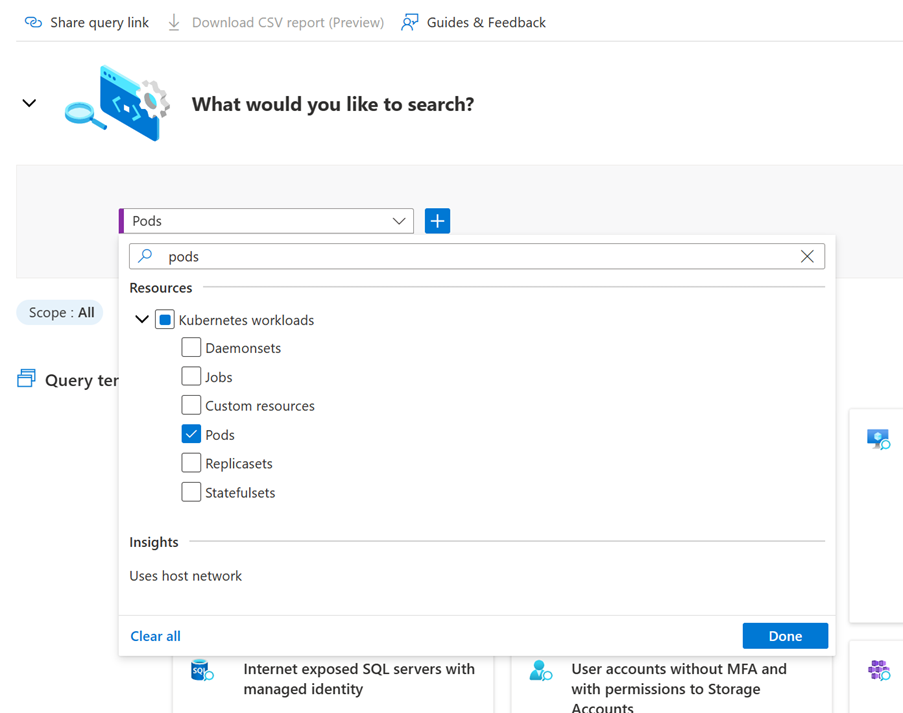 Share query link Download CSV report (Preview) Guides & Feedback
What would you like to search?
Pods
pods
Resources
Kubernetes workloads
Daemonsets
Jobs
Custom resources
Pods
Replicasets
Statefulsets
Scope : All
Query
Insights
Uses host network
Clear all
Done
SQL
Internet exposed SQL servers with
managed identity
User accounts without MFA and
with permissions to Storage
Accounts